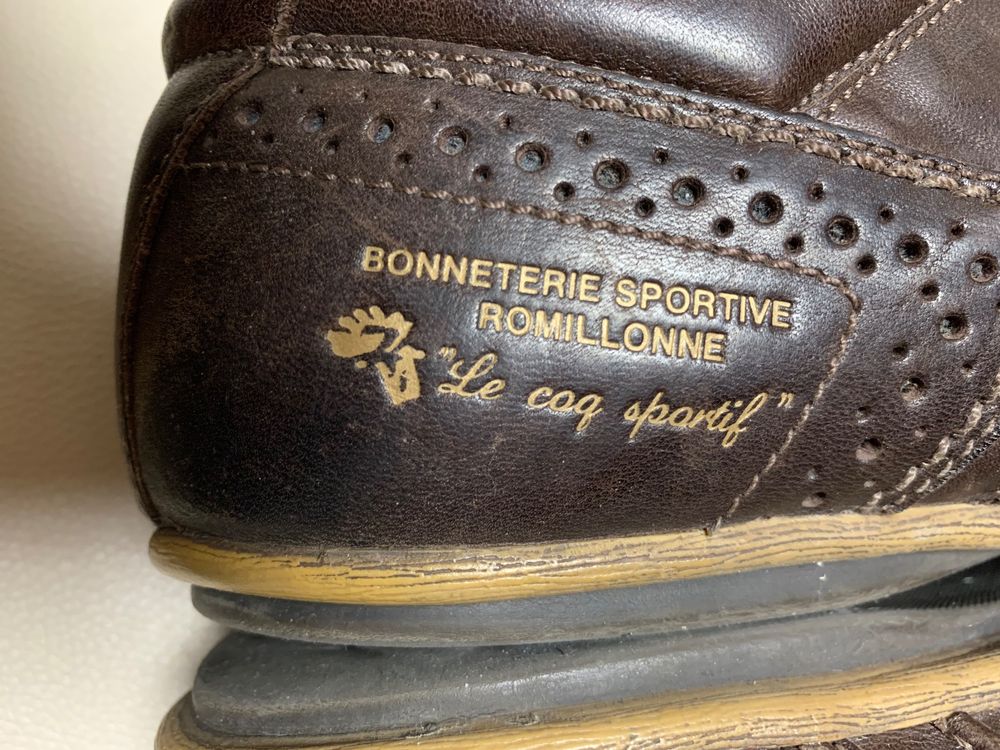 BONNETERIE SPORTIVE
ROMILLONNE
"Le coq sportif"